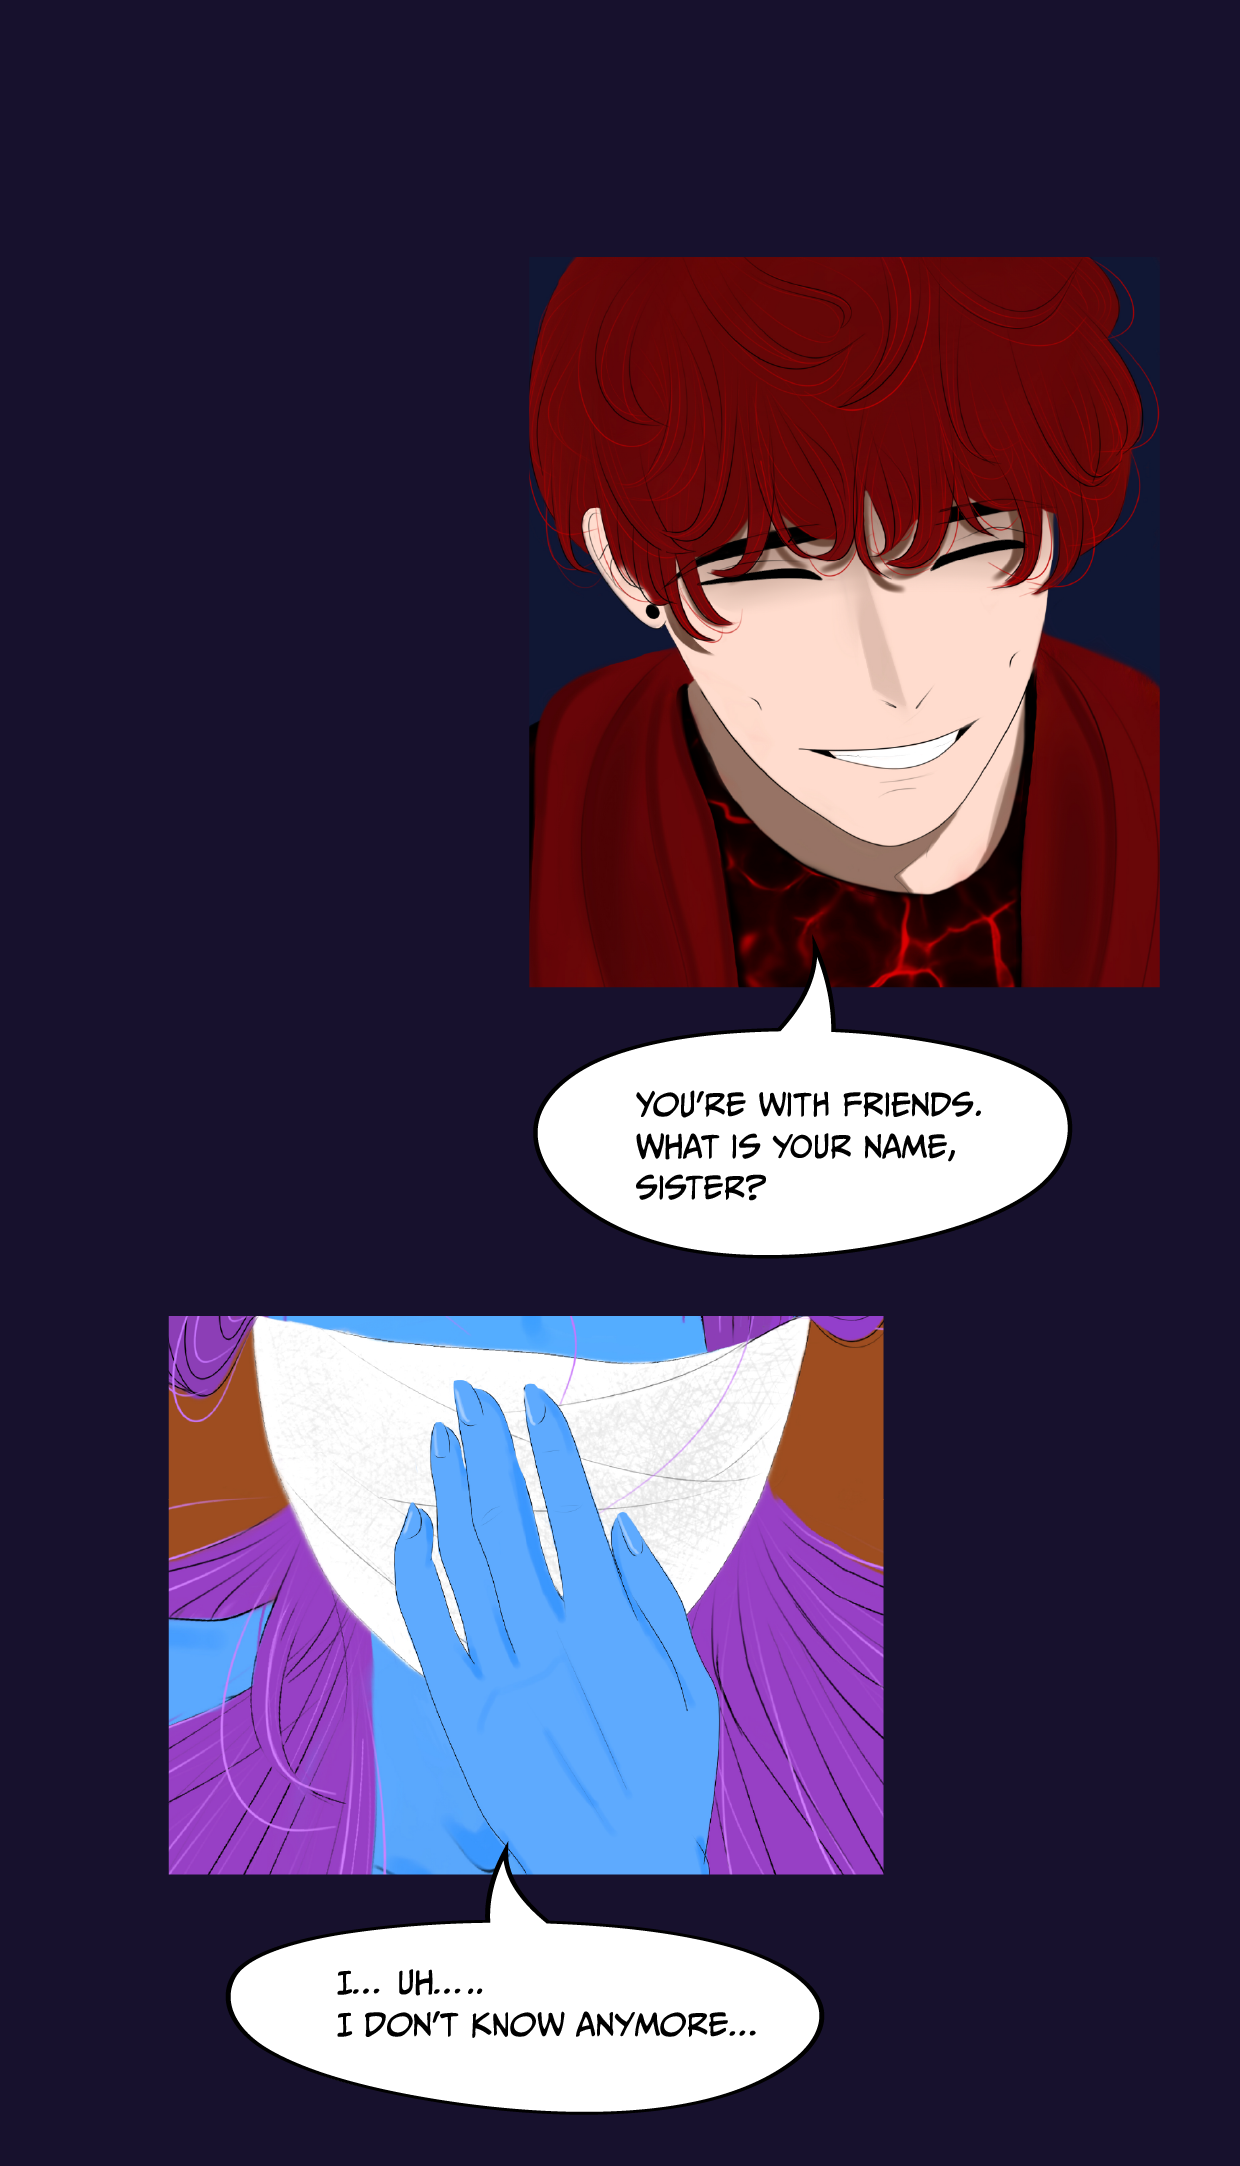 YOU'RE WITH FRIENDS.
WHAT IS YOUR NAME,
SISTER?
I... UH.....
I DON'T KNOW ANYMORE...